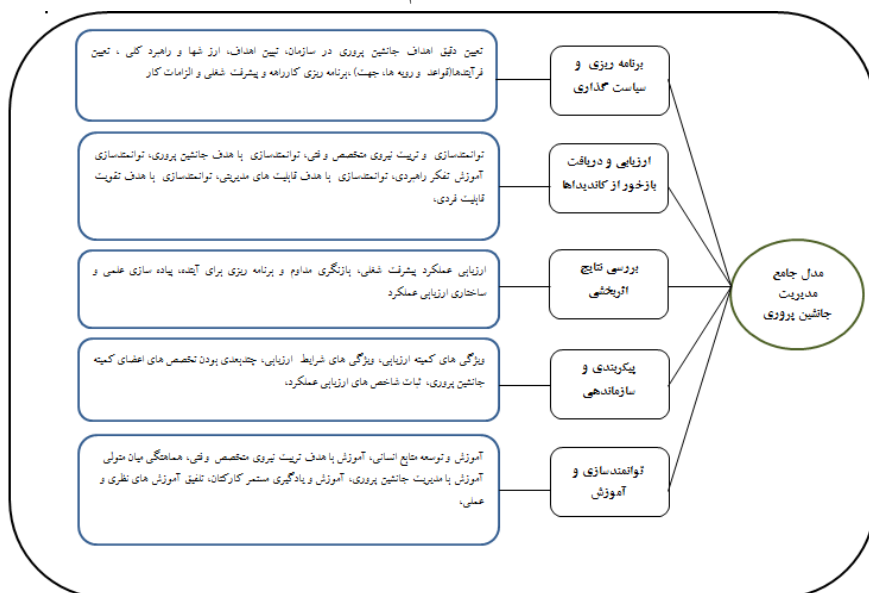 تعیین دقیق اهداف جانشین پروری در سازمان، تبیین اهداف، ارز شها و راهبرد کلی ، تعیین
فرآیندها(قواعد و رویه ها، جهت) ،برنامه ریزی کارراهه و پیشرفت شغلی و الزامات کار
برنامه ریزی و
سیاست گذاری
توانمندسازی و تربیت نیروی متخصص و فنی، توانمندسازی با هدف جانشین پروری، توانمندسازی
آموزش تفکر راهبردی، توانمندسازی با هدف قابلیت های مدیریتی، توانمندسازی با هدف تقویت
قابلیت فردی،
ارزیابی و دریافت
بازخور از کاندیداها
ارزیابی عملکرد پیشرفت شغلی، بازنگری مداوم و برنامه ریزی برای آینده، پیاده سازی علمی و
ساختاری ارزیابی عملکرد
بررسی نتایج
اثربخشی
مدل جامع
مدیریت
جانشین پروری
ویژگی های کمیته ارزیابی، ویژگی های شرایط ارزیابی، چندبعدی بودن تخصص های اعضای کمیته
جانشین پروری، ثبات شاخص های ارزیابی عملکرد،
پیکربندی و
سازماندهی
آموزش و توسعه منابع انسانی، آموزش با هدف تربیت نیروی متخصص و فنی، هماهنگی میان متولی
آموزش با مدیریت جانشین پروری، آموزش و یادگیری مستمر کارکنان، تلفیق آموزش های نظری و
عملی،
توانمندسازی و
آموزش